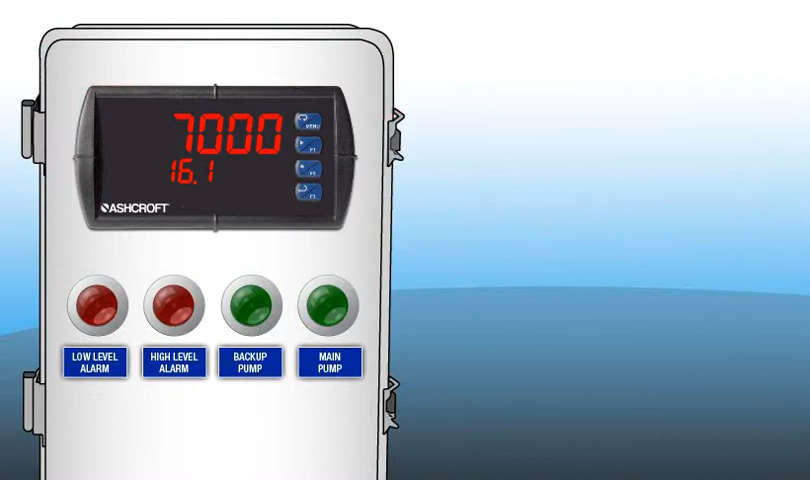 7000
MENU
F1
16.1
F2
F3
ASHCROFT
LOW LEVEL
ALARM
HIGH LEVEL
ALARM
BACKUP
PUMP
MAIN
PUMP